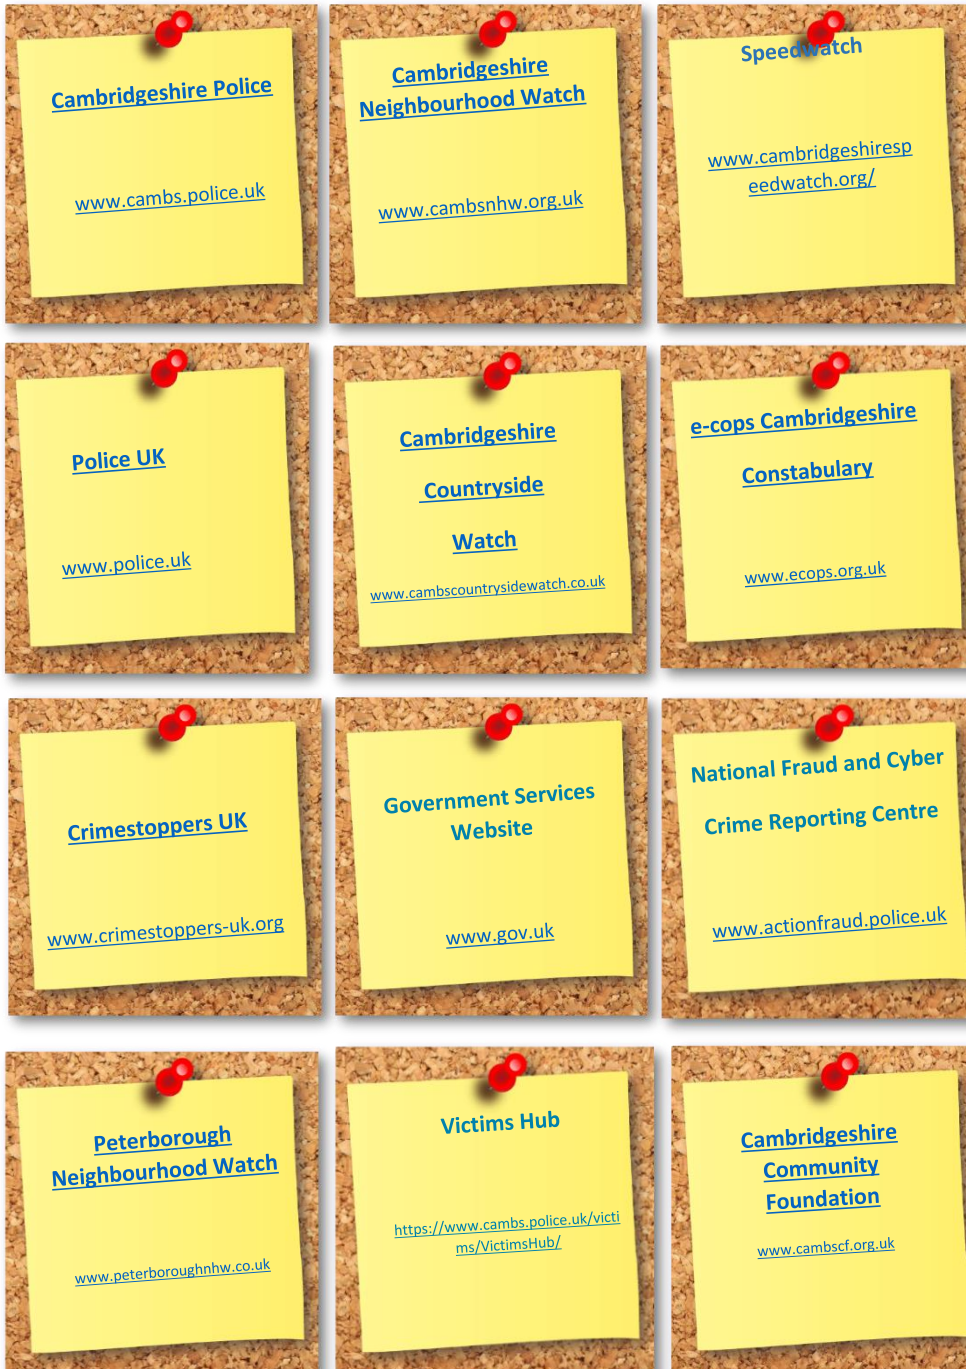 Cambridgeshire Police
www.cambs.police.uk
Cambridgeshire
Neighbourhood Watch
www.cambsnhw.org.uk
Speedwatch
www.cambridgeshiresp
eedwatch.org/
Police UK
www.police.uk
Cambridgeshire
Countryside
Watch
www.cambscountrysidewatch.co.uk
e-cops Cambridgeshire
Constabulary
www.ecops.org.uk
Crimestoppers UK
www.crimestoppers-uk.org
Government Services
Website
www.gov.uk
National Fraud and Cyber
Crime Reporting Centre
www.actionfraud.police.uk
Peterborough
Neighbourhood Watch
www.peterboroughnhw.co.uk
Victims Hub
https://www.cambs.police.uk/victi
ms/VictimsHub/
Cambridgeshire
Community
Foundation
www.cambscf.org.uk